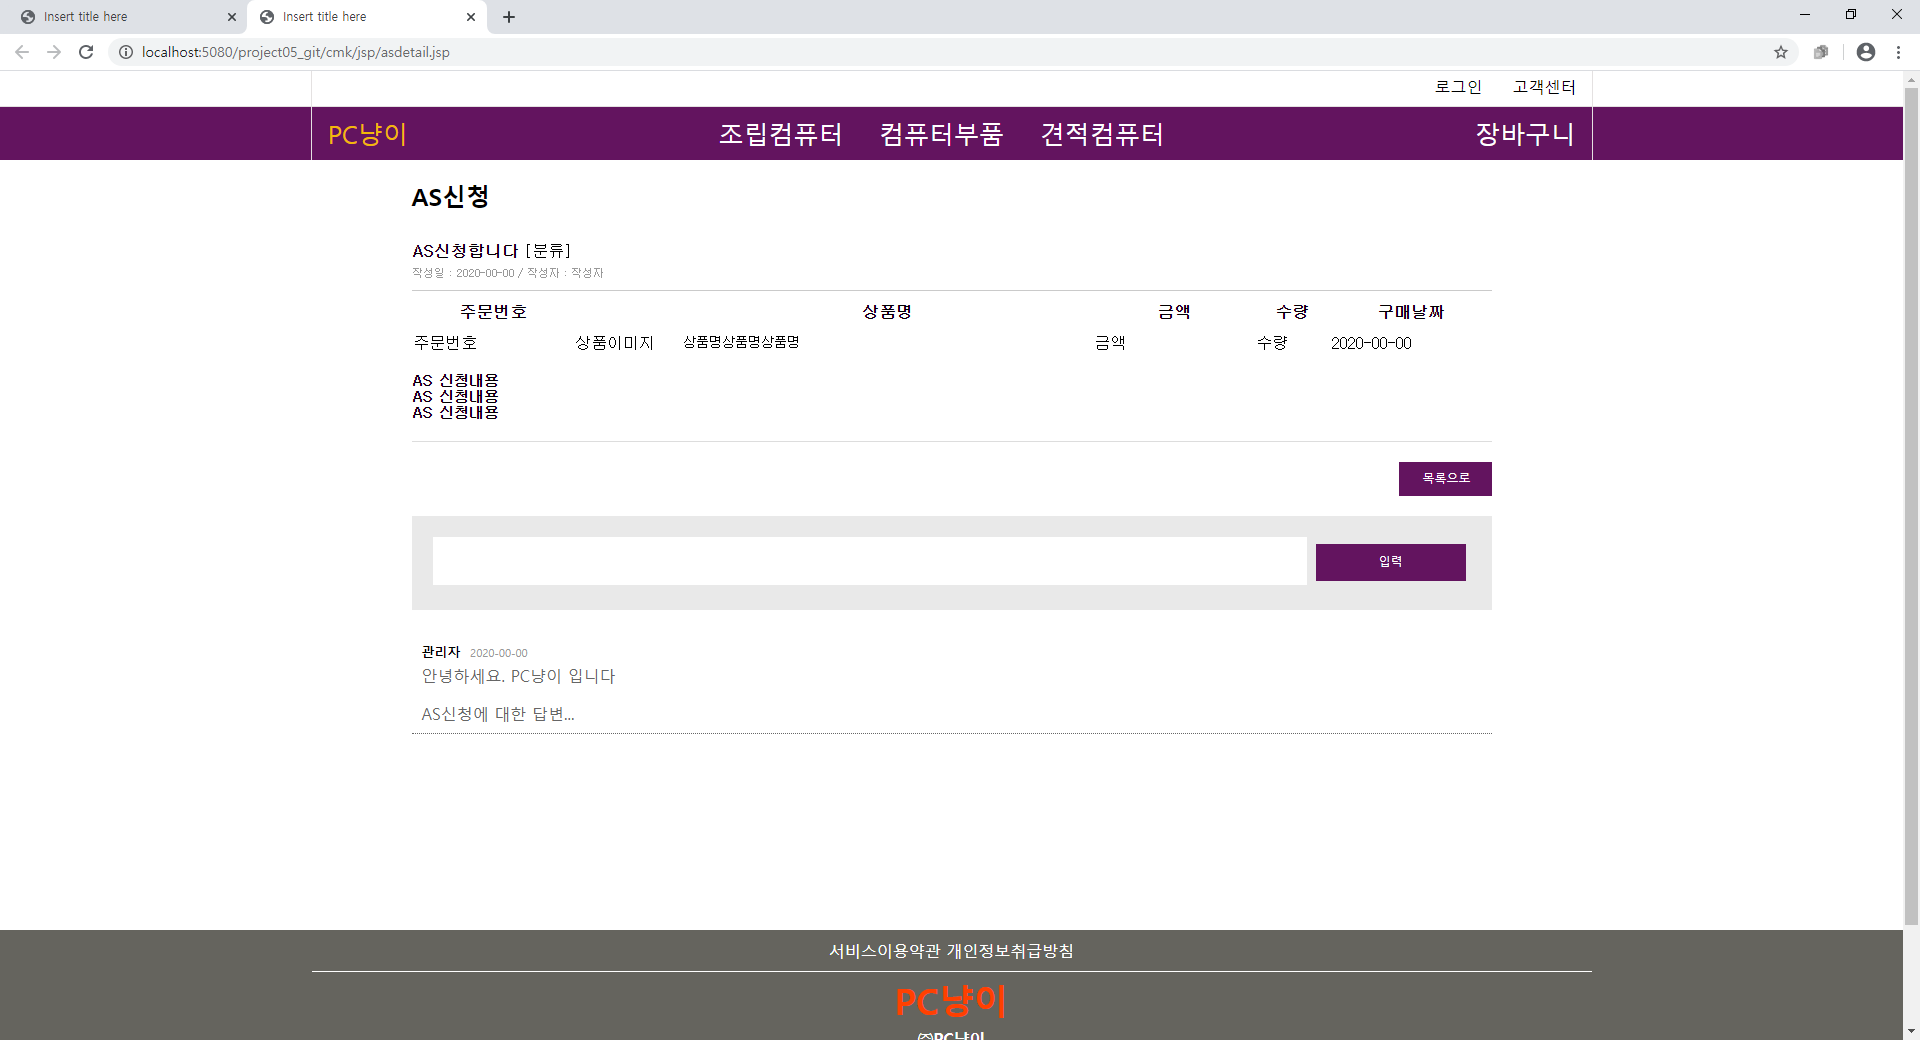 Insert title here
Insert title here
localhost:5080/project05_git/cmk/jsp/asdetail.jsp
로그인 고객센터
PC냥이 조립컴퓨터 컴퓨터부품 견적컴퓨터 장바구니
AS신청
AS신청합니다 [분류]
작성일 : 2020-00-00 / 작성자 : 작성자
주문번호 상품명 금액 수량 구매날짜
주문번호 상품이미지 상품명상품명상품명 금액 수량 2020-00-00
AS 신청내용
AS 신청내용
AS 신청내용
목록으로
입력
관리자 2020-00-00
안녕하세요. PC냥이 입니다
AS신청에 대한 답변...
서비스이용약관 개인정보취급방침
PC냥이
PC냥이